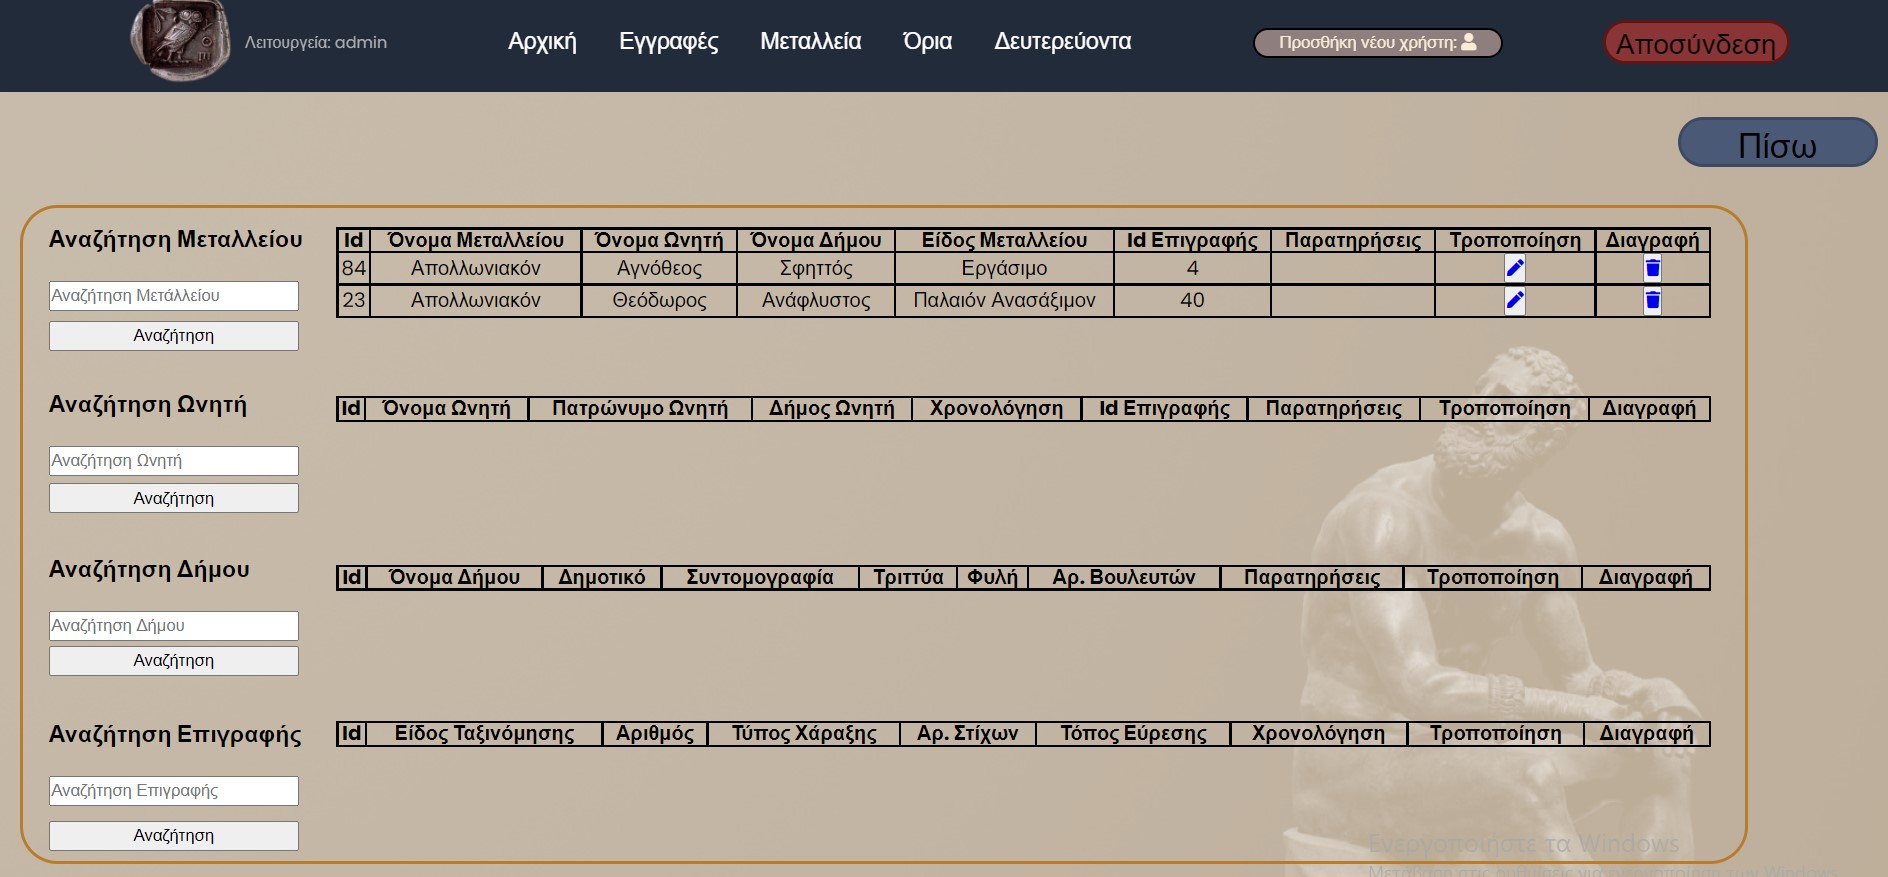 Λειτουργεία: admin
Αρχική Εγγραφές Μεταλλεία Όρια Δευτερεύοντα
Προσθήκη νέου χρήστη:
Αποσύνδεση
Πίσω
Αναζήτηση Μεταλλείου
Id Όνομα Μεταλλείου Όνομα Ωνητή Όνομα Δήμου Είδος Μεταλλείου Id Επιγραφής Παρατηρήσεις Τροποποίηση Διαγραφή
84 Απολλωνιακόν Αγνόθεος Σφηττός Εργάσιμο 4
23 Απολλωνιακόν Θεόδωρος Ανάφλυστος Παλαιόν Ανασάξιμον 40
Αναζήτηση Μετάλλείου
Αναζήτηση
Αναζήτηση Ωνητή
Id Όνομα Ωνητή Πατρώνυμο Ωνητή Δήμος Ωνητή Χρονολόγηση Id Επιγραφής Παρατηρήσεις Τροποποίηση Διαγραφή
Αναζήτηση Ωνητή
Αναζήτηση
Αναζήτηση Δήμου
Id Όνομα Δήμου Δημοτικό Συντομογραφία Τριττύα Φυλή Αρ. Βουλευτών Παρατηρήσεις Τροποποίηση Διαγραφή
Αναζήτηση Δήμου
Αναζήτηση
Αναζήτηση Επιγραφής
Id Είδος Ταξινόμησης Αριθμός Τύπος Χάραξης Αρ. Στίχων Τόπος Εύρεσης Χρονολόγηση Τροποποίηση Διαγραφή
Αναζήτηση Επιγραφής
Αναζήτηση
Ενεργοποιήστε τα Windows
Μετάβαση στις ρυθμίσεις για ενεργοποίηση των Windows.